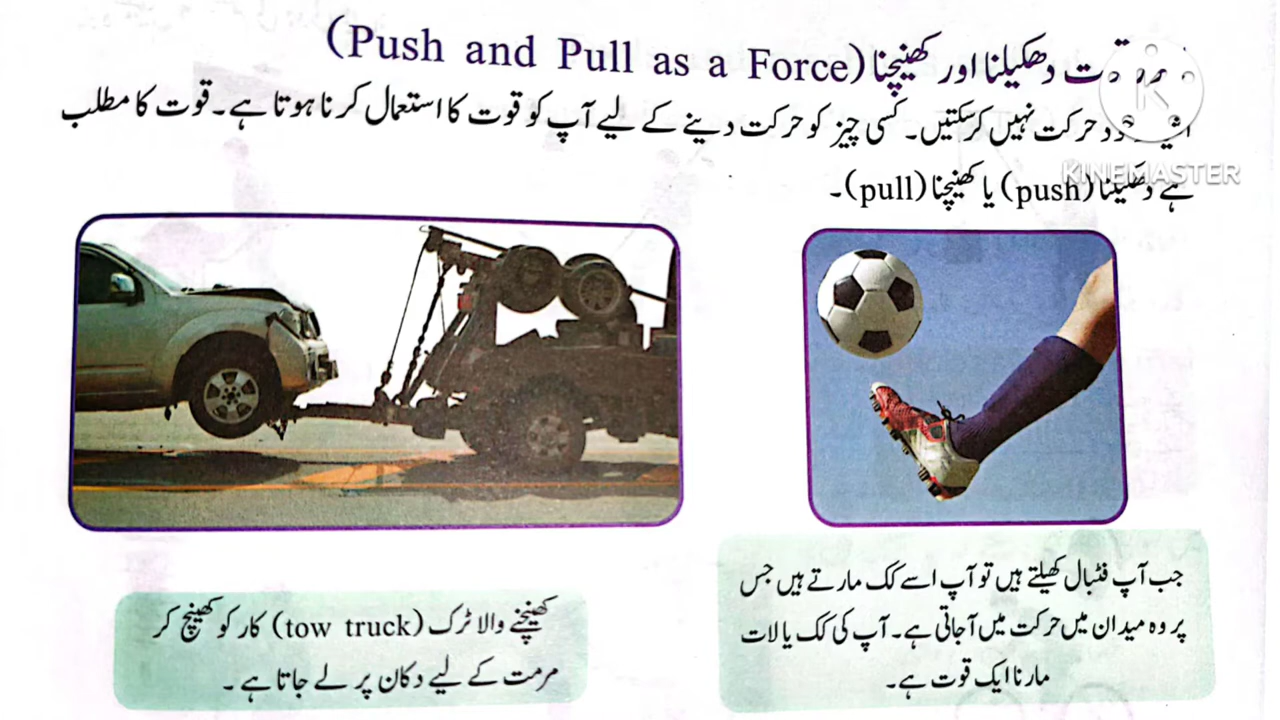 دھکیلنا اور کھینچنا (Push and Pull as a Force)
حرکت نہیں کر سکتیں۔ کسی چیز کو حرکت دینے کے لیے آپ کو قوت کا استعمال کرنا ہوتا ہے۔ قوت کا مطلب
ہے دھکیلنا (push) یا کھینچنا (pull)۔
KINEMASTER
جب آپ فٹبال کھیلتے ہیں تو آپ اسے کک مارتے ہیں جس
پر وہ میدان میں حرکت میں آجاتی ہے۔ آپ کی کک یا لات
مارنا ایک قوت ہے۔
کھینچنے والا ٹرک (tow truck) کار کو کھینچ کر
مرمت کے لیے دکان پر لے جاتا ہے۔